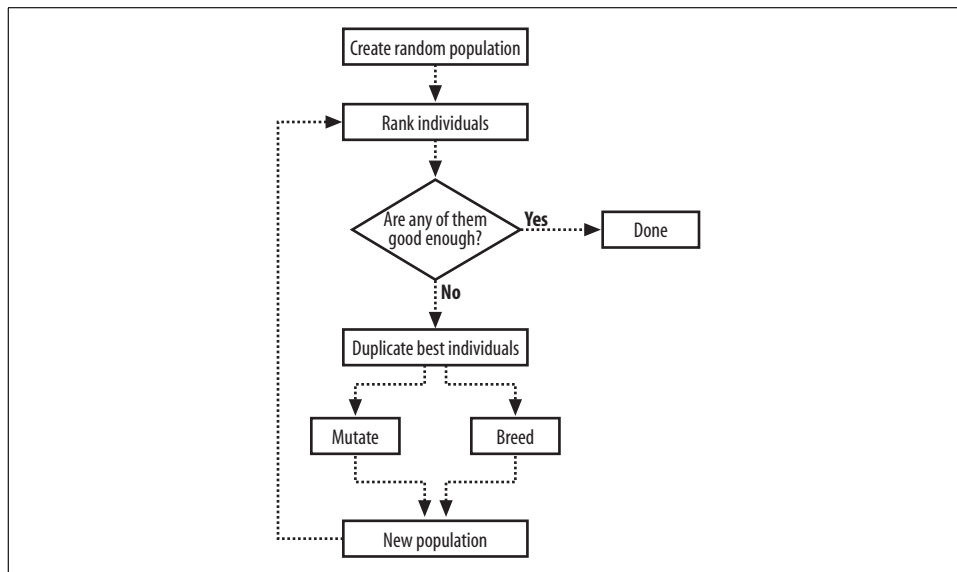 Create random population
Rank individuals
Are any of them
good enough?
Yes
Done
No
Duplicate best individuals
Mutate
Breed
New population